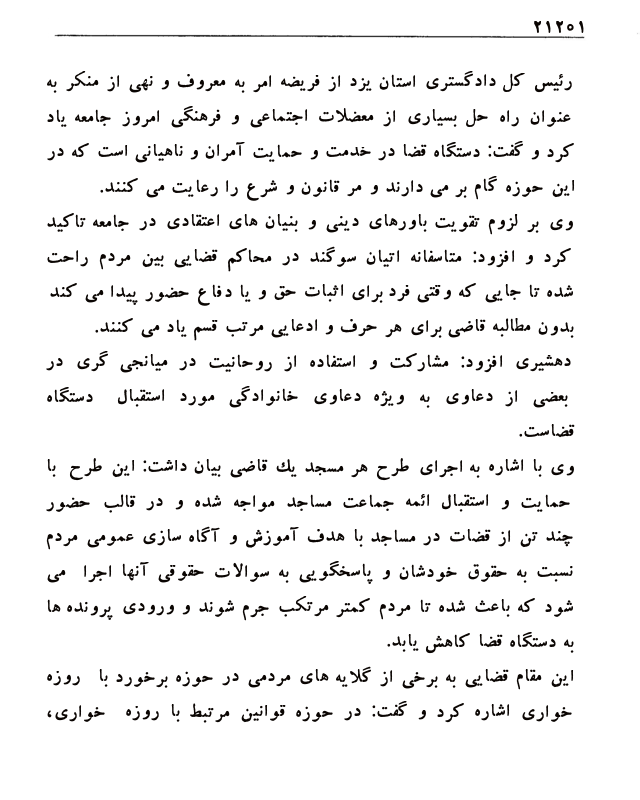 ۲۱۲۵۱
رئیس کل دادگستری استان یزد از فریضه امر به معروف و نهی از منکر به
عنوان راه حل بسیاری از معضلات اجتماعی و فرهنگی امروز جامعه یاد
کرد و گفت: دستگاه قضا در خدمت و حمایت آمران و ناهیانی است که در
این حوزه گام بر می دارند و مر قانون و شرع را رعایت می کنند.
وی بر لزوم تقویت باورهای دینی و بنیان های اعتقادی در جامعه تاکید
کرد و افزود: متاسفانه اتیان سوگند در محاکم قضایی بین مردم راحت
شده تا جایی که وقتی فرد برای اثبات حق و یا دفاع حضور پیدا می کند
بدون مطالبه قاضی برای هر حرف و ادعایی مرتب قسم یاد می کنند.
دهشیری افزود: مشارکت و استفاده از روحانیت در میانجی گری در
بعضی از دعاوی به ویژه دعاوی خانوادگی مورد استقبال دستگاه
قضاست.
وی با اشاره به اجرای طرح هر مسجد یك قاضی بیان داشت: این طرح با
حمایت و استقبال ائمه جماعت مساجد مواجه شده و در قالب حضور
چند تن از قضات در مساجد با هدف آموزش و آگاه سازی عمومی مردم
نسبت به حقوق خودشان و پاسخگویی به سوالات حقوقی آنها اجرا می
شود که باعث شده تا مردم کمتر مرتکب جرم شوند و ورودی پرونده ها
به دستگاه قضا کاهش یابد.
این مقام قضایی به برخی از گلایه های مردمی در حوزه برخورد با روزه
خواری اشاره کرد و گفت: در حوزه قوانین مرتبط با روزه خواری،